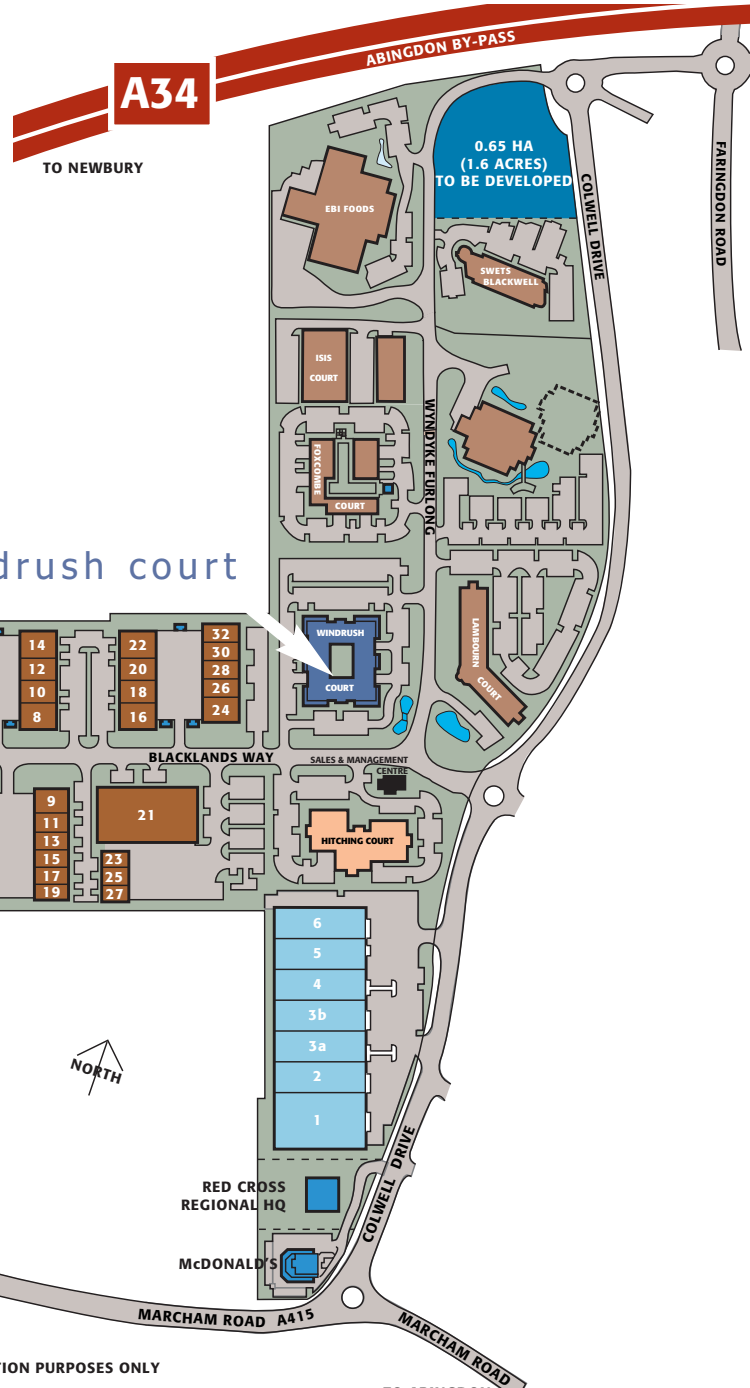 ABINGDON BY-PASS
A34
TO NEWBURY
0.65 HA
(1.6 ACRES)
TO BE DEVELOPED
COLWELL DRIVE
FARINGDON ROAD
EBI FOODS
SWETS
BLACKWELL
ISIS
COURT
WYNDYKE FURLONG
FOXCOMBE
COURT
drush court
WINDRUSH
COURT
LAMBOURN
COURT
14
12
10
8
22
20
18
16
32
30
28
26
24
BLACKLANDS WAY
SALES & MANAGEMENT
CENTRE
9
11
13
15
17
19
21
23
25
27
HITCHING COURT
6
5
4
3b
3a
2
1
NORTH
COLWELL DRIVE
RED CROSS
REGIONAL HQ
McDONALD'S
MARCHAM ROAD A415
MARCHAM ROAD
TION PURPOSES ONLY
TO ABINGDON